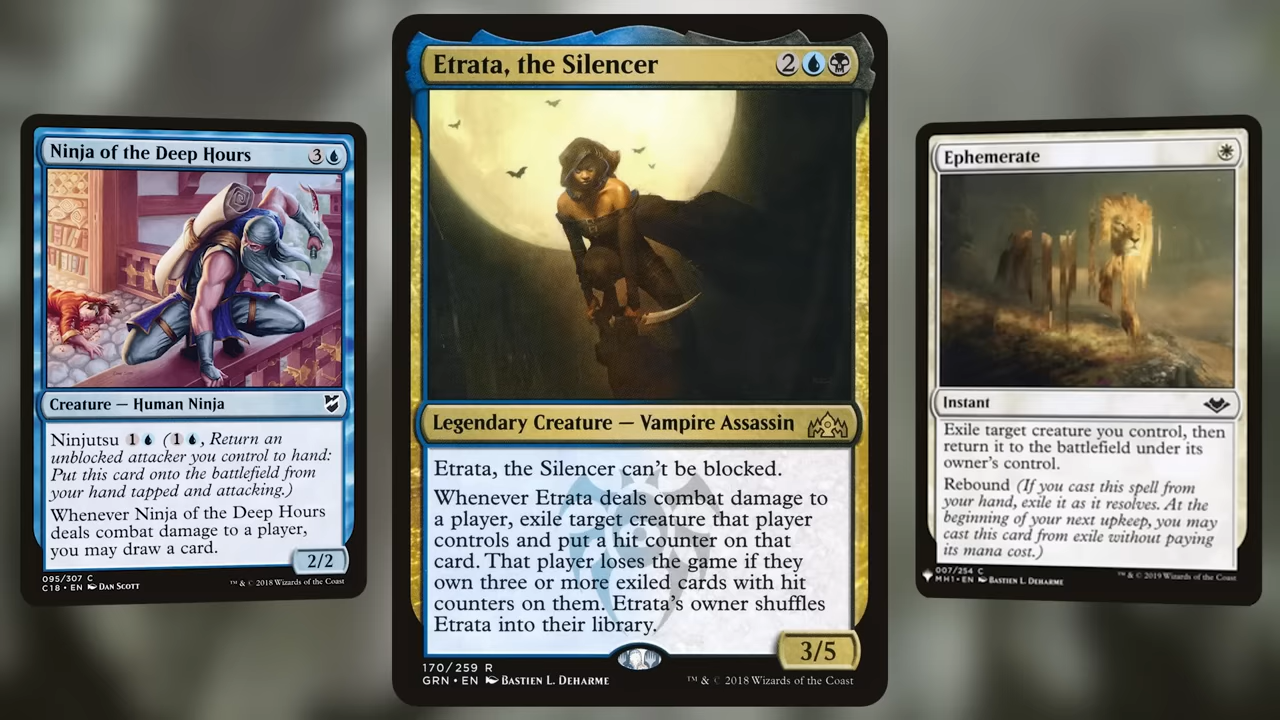 Ninja of the Deep Hours 3
Creature — Human Ninja
Ninjutsu 1 (1, Return an
unblocked attacker you control to hand:
Put this card onto the battlefield from
your hand tapped and attacking.)
Whenever Ninja of the Deep Hours
deals combat damage to a player,
you may draw a card.
2/2
095/307 C
C18 • EN Dan Scott
™ & © 2018 Wizards of the Coast
Etrata, the Silencer 2
Legendary Creature — Vampire Assassin
Etrata, the Silencer can't be blocked.
Whenever Etrata deals combat damage to
a player, exile target creature that player
controls and put a hit counter on that
card. That player loses the game if they
own three or more exiled cards with hit
counters on them. Etrata's owner shuffles
Etrata into their library.
3/5
170/259 R
GRN • EN Bastien L. Deharme
™ & © 2018 Wizards of the Coast
Ephemerate
Instant
Exile target creature you control, then
return it to the battlefield under its
owner's control.
Rebound (If you cast this spell from
your hand, exile it as it resolves. At the
beginning of your next upkeep, you may
cast this card from exile without paying
its mana cost.)
007/254 C
MH1 • EN Bastien L. Deharme
™ & © 2019 Wizards of the Coast